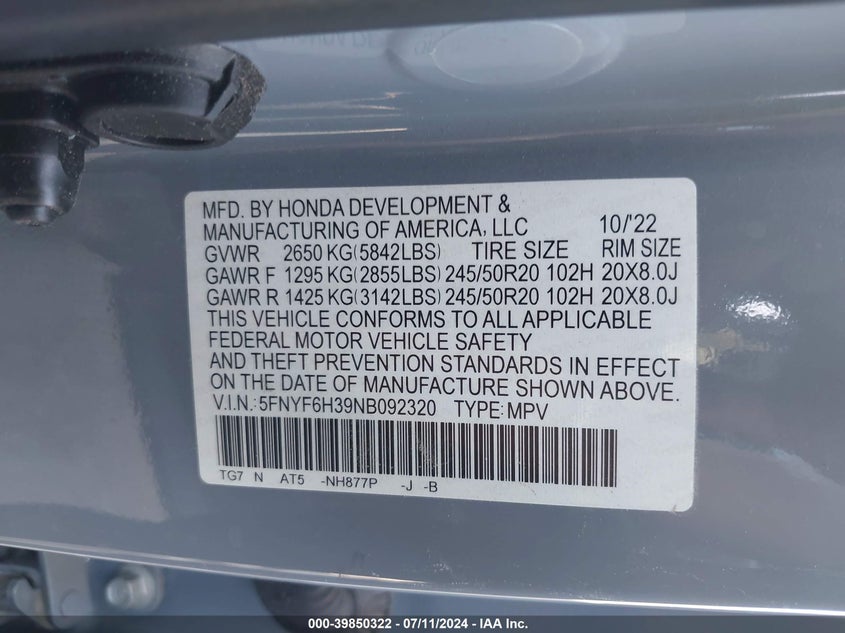 MFD. BY HONDA DEVELOPMENT &
MANUFACTURING OF AMERICA, LLC 10/'22
GVWR 2650 KG(5842LBS) TIRE SIZE RIM SIZE
GAWR F 1295 KG(2855LBS) 245/50R20 102H 20X8.0J
GAWR R 1425 KG(3142LBS) 245/50R20 102H 20X8.0J
THIS VEHICLE CONFORMS TO ALL APPLICABLE
FEDERAL MOTOR VEHICLE SAFETY
AND THEFT PREVENTION STANDARDS IN EFFECT
ON THE DATE OF MANUFACTURE SHOWN ABOVE.
V.I.N.:5FNYF6H39NB092320 TYPE:MPV
TG7 N AT5 -NH877P -J -B
000-39850322 / 07/11/2024 - IAA Inc.